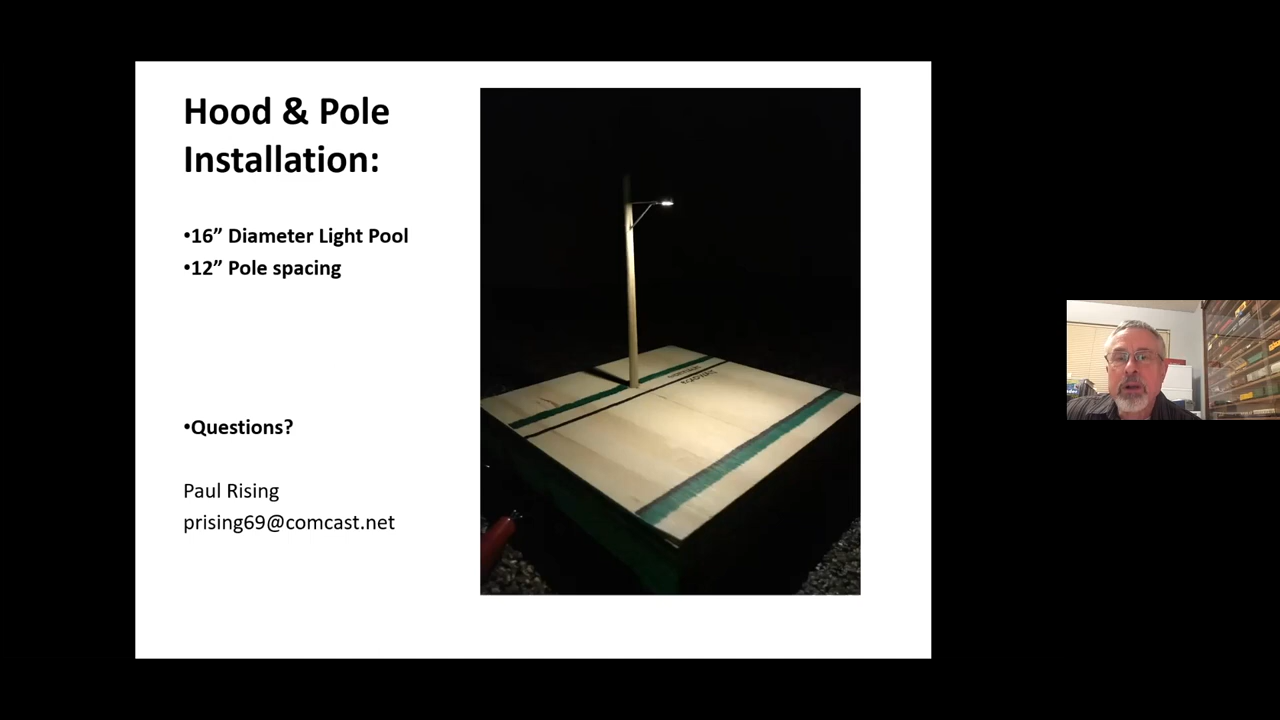 Hood & Pole
Installation:
•16” Diameter Light Pool
•12” Pole spacing
•Questions?
Paul Rising
prising69@comcast.net